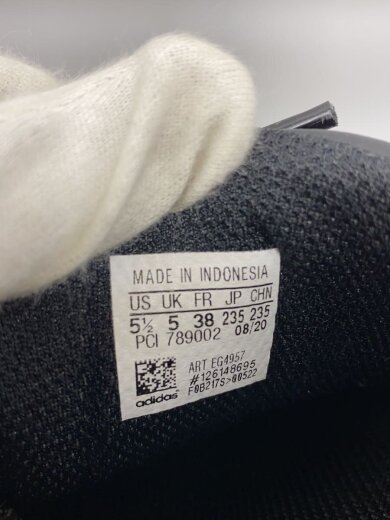 MADE IN INDONESIA
US UK FR JP CHN
5½ 5 38 235 235
PCI 789002 08/20
ART EG4957
#126148695
F0B217S>00522
adidas